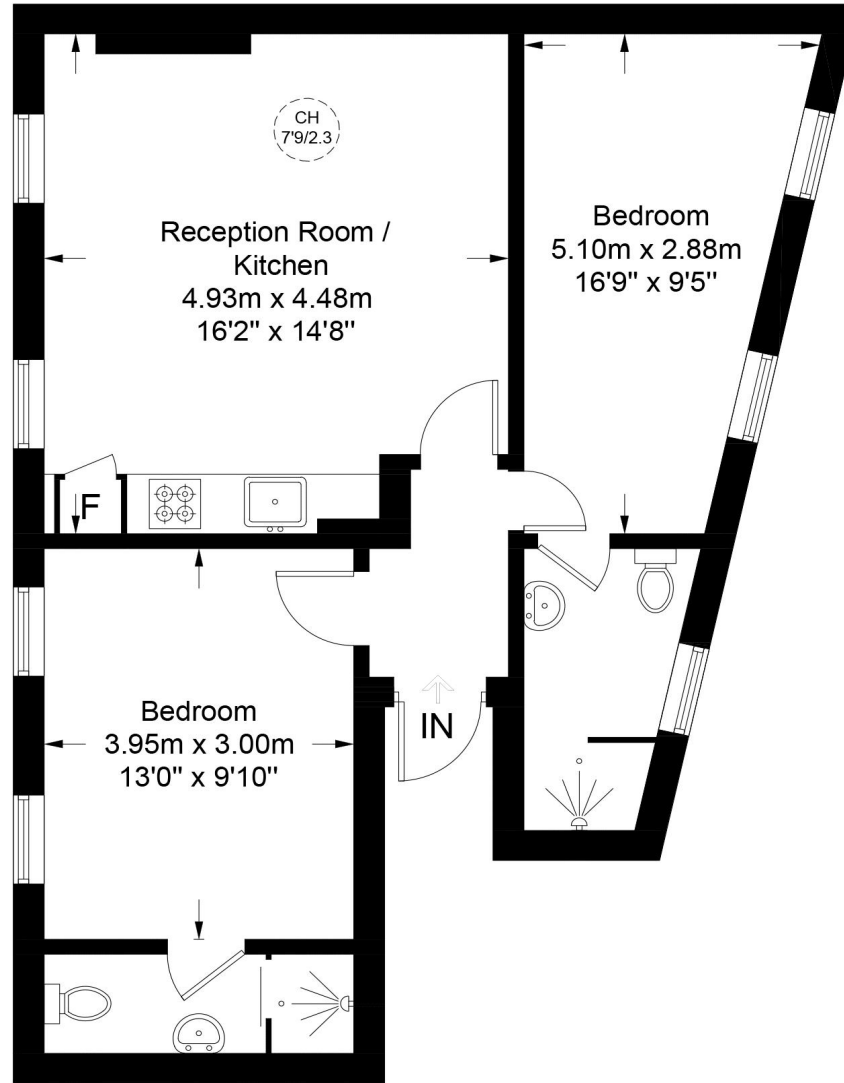 CH
7'9/2.3
Reception Room /
Kitchen
4.93m x 4.48m
16'2" x 14'8"
Bedroom
5.10m x 2.88m
16'9" x 9'5"
F
Bedroom
3.95m x 3.00m
13'0" x 9'10"
IN